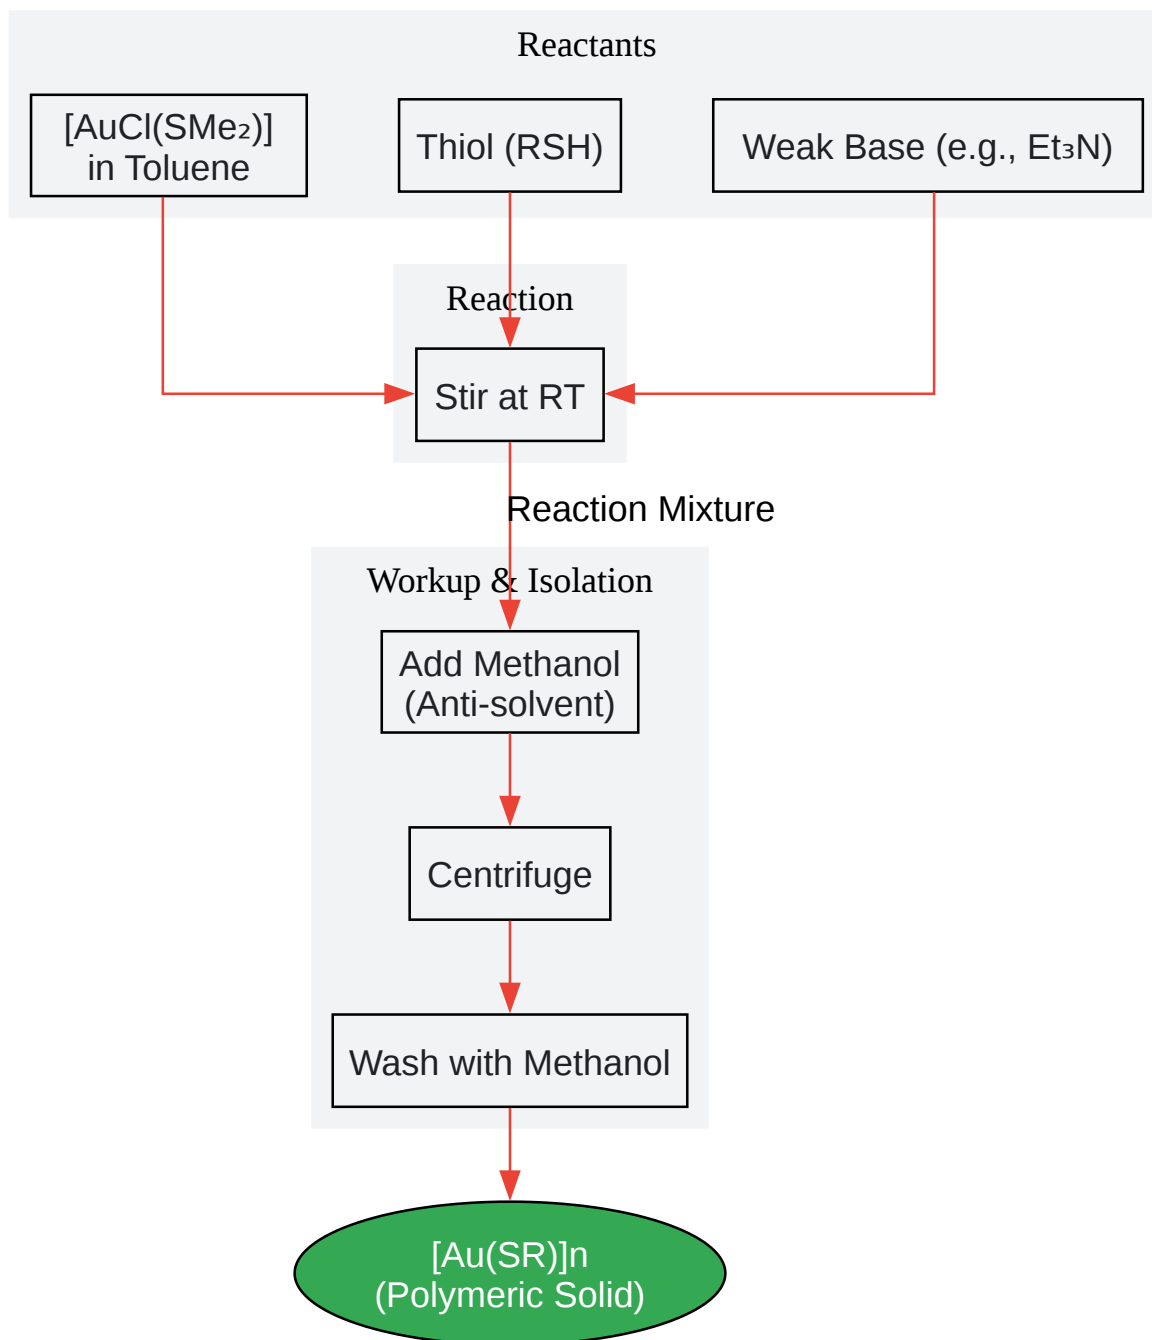 Reactants
[AuCl(SMe₂)]
in Toluene
Thiol (RSH)
Weak Base (e.g., Et₃N)
Reaction
Stir at RT
Reaction Mixture
Workup & Isolation
Add Methanol
(Anti-solvent)
Centrifuge
Wash with Methanol
[Au(SR)]n
(Polymeric Solid)